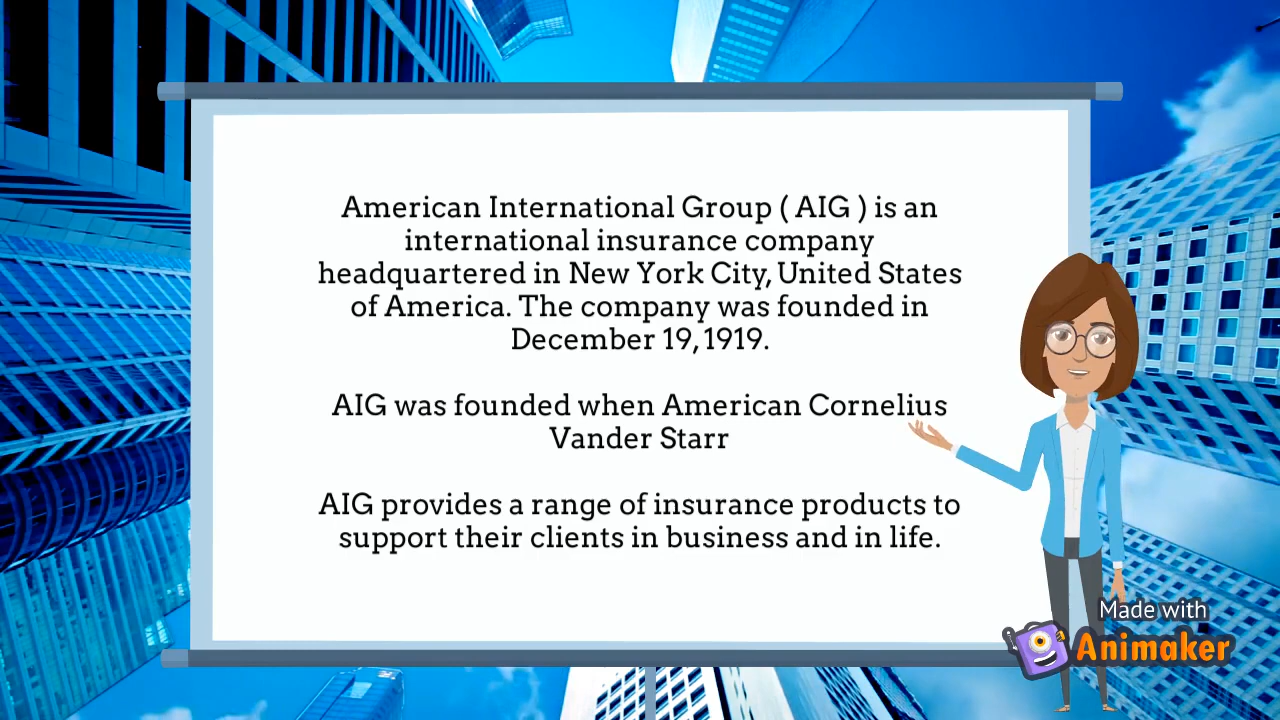 American International Group ( AIG ) is an
international insurance company
headquartered in New York City, United States
of America. The company was founded in
December 19, 1919.
AIG was founded when American Cornelius
Vander Starr
AIG provides a range of insurance products to
support their clients in business and in life.
Made with
Animaker